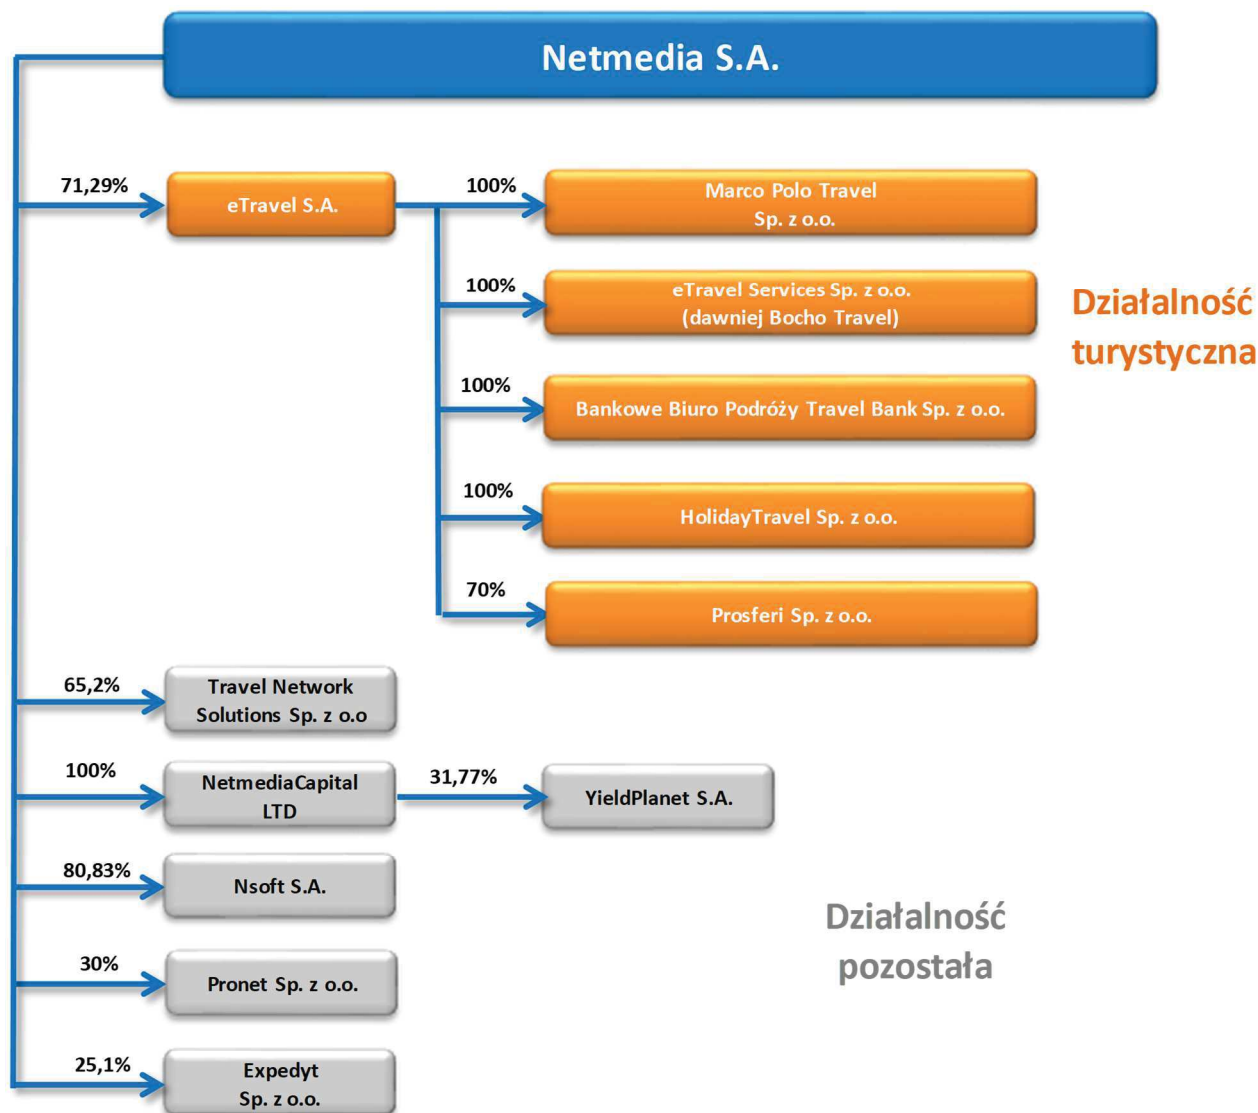 Netmedia S.A.
71,29%
eTravel S.A.
100%
Marco Polo Travel
Sp. z o.o.
100%
eTravel Services Sp. z o.o.
(dawniej Bocho Travel)
Działalność
turystyczna
100%
Bankowe Biuro Podróży Travel Bank Sp. z o.o.
100%
HolidayTravel Sp. z o.o.
70%
Prosferi Sp. z o.o.
65,2%
Travel Network
Solutions Sp. z o.o
100%
NetmediaCapital
LTD
31,77%
YieldPlanet S.A.
80,83%
Nsoft S.A.
Działalność
pozostała
30%
Pronet Sp. z o.o.
25,1%
Expedyt
Sp. z o.o.